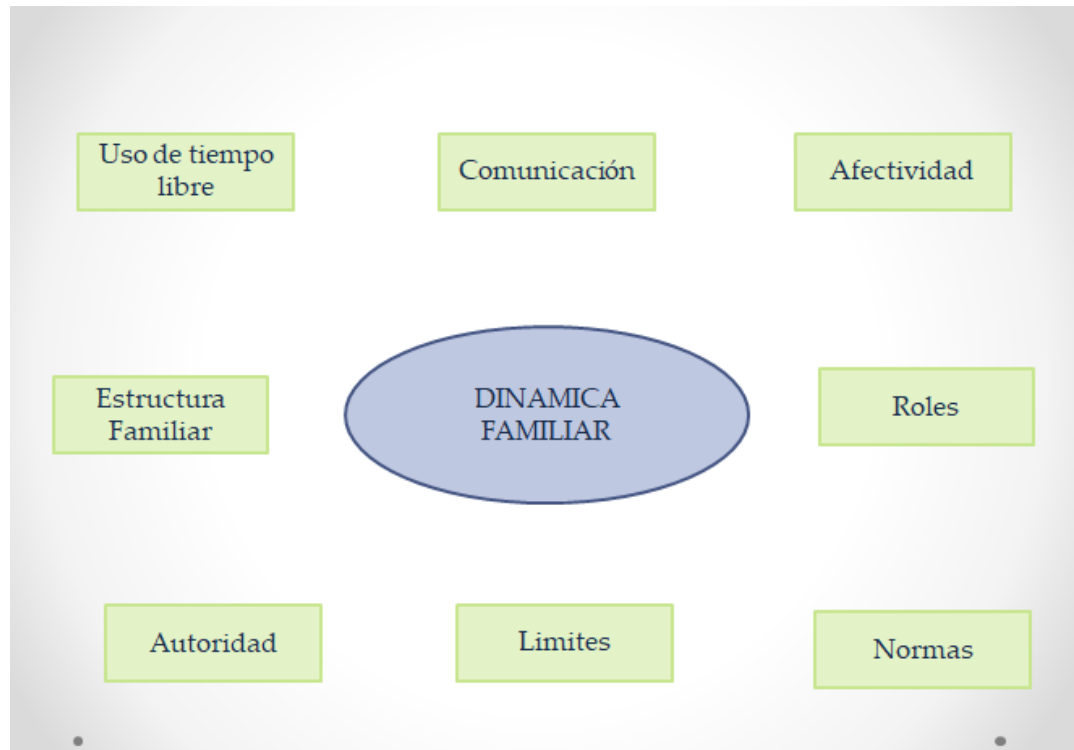 Uso de tiempo
libre
Comunicación
Afectividad
Estructura
Familiar
DINAMICA
FAMILIAR
Roles
Autoridad
Limites
Normas